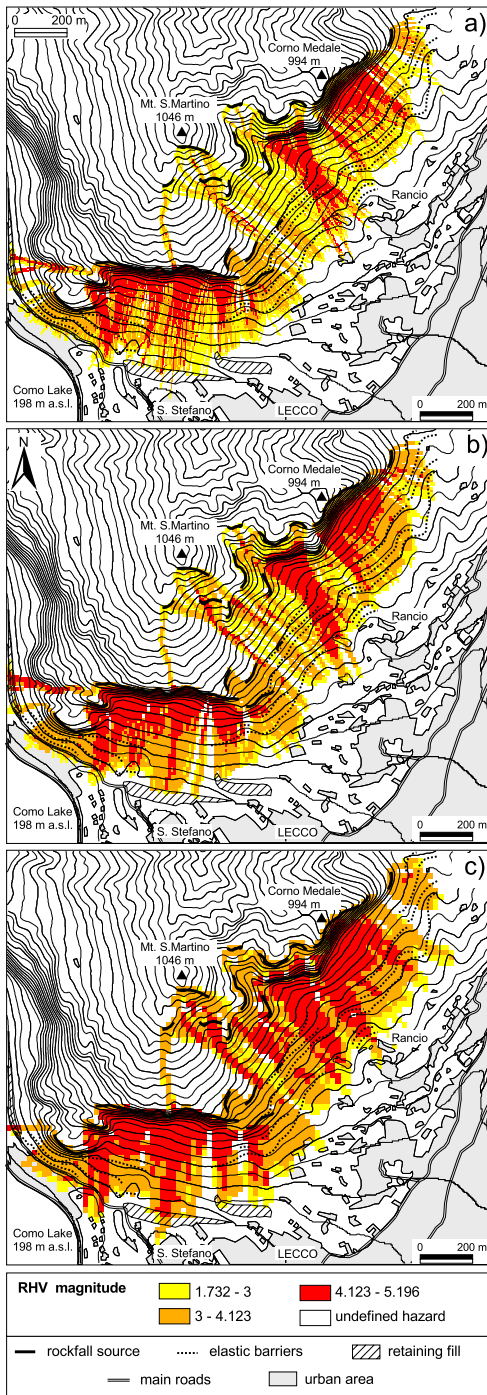 0 200 m
a)
Corno Medale
994 m
Mt. S.Martino
1046 m
Rancio
Como Lake
198 m a.s.l.
S. Stefano
LECCO
0 200 m
N
b)
Corno Medale
994 m
Mt. S.Martino
1046 m
Rancio
Como Lake
198 m a.s.l.
S. Stefano
LECCO
0 200 m
c)
Corno Medale
994 m
Mt. S.Martino
1046 m
Rancio
Como Lake
198 m a.s.l.
S. Stefano
LECCO
0 200 m
RHV magnitude
1.732 - 3
4.123 - 5.196
3 - 4.123
undefined hazard
rockfall source
elastic barriers
retaining fill
main roads
urban area